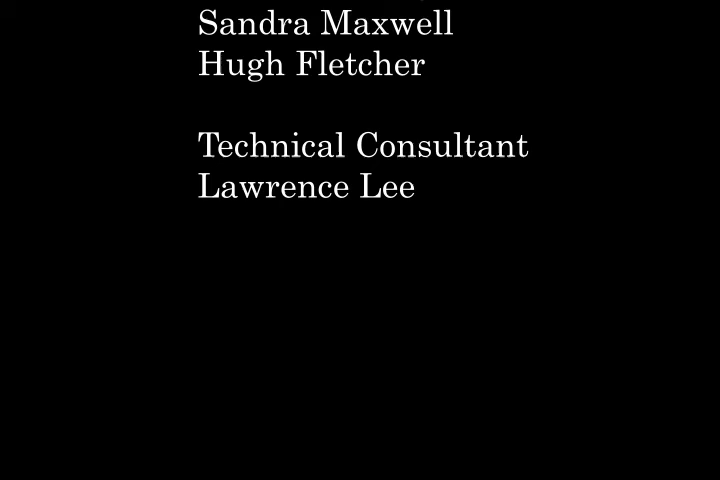 Sandra Maxwell
Hugh Fletcher
Technical Consultant
Lawrence Lee